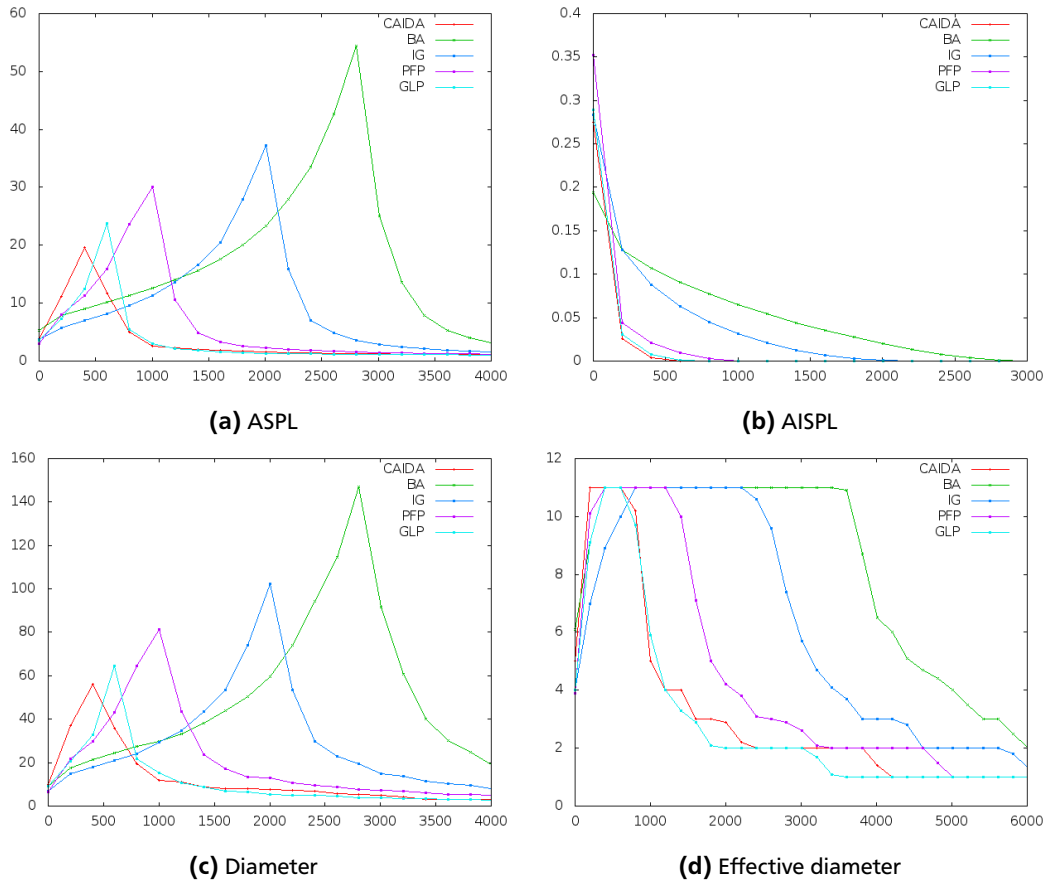 60
50
40
30
20
10
0
0 500 1000 1500 2000 2500 3000 3500 4000
CAIDA
BA
IG
PFP
GLP
(a) ASPL
0.4
0.35
0.3
0.25
0.2
0.15
0.1
0.05
0
0 500 1000 1500 2000 2500 3000
CAIDA
BA
IG
PFP
GLP
(b) AISPL
160
140
120
100
80
60
40
20
0
0 500 1000 1500 2000 2500 3000 3500 4000
CAIDA
BA
IG
PFP
GLP
(c) Diameter
12
10
8
6
4
2
0
0 1000 2000 3000 4000 5000 6000
CAIDA
BA
IG
PFP
GLP
(d) Effective diameter